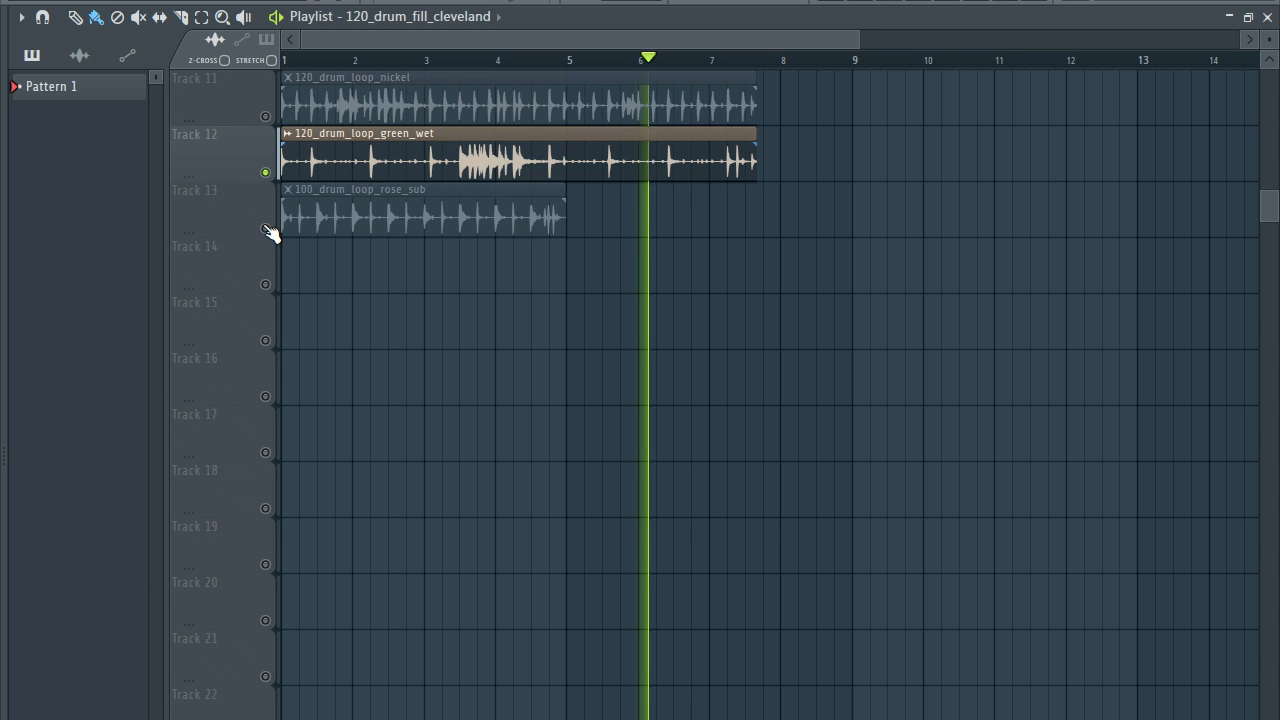 Playlist - 120_drum_fill_cleveland
Z-CROSS STRETCH
1 2 3 4 5 6 7 8 9 10 11 12 13 14
Pattern 1
Track 11
120_drum_loop_nickel
Track 12
120_drum_loop_green_wet
Track 13
100_drum_loop_rose_sub
Track 14
Track 15
Track 16
Track 17
Track 18
Track 19
Track 20
Track 21
Track 22